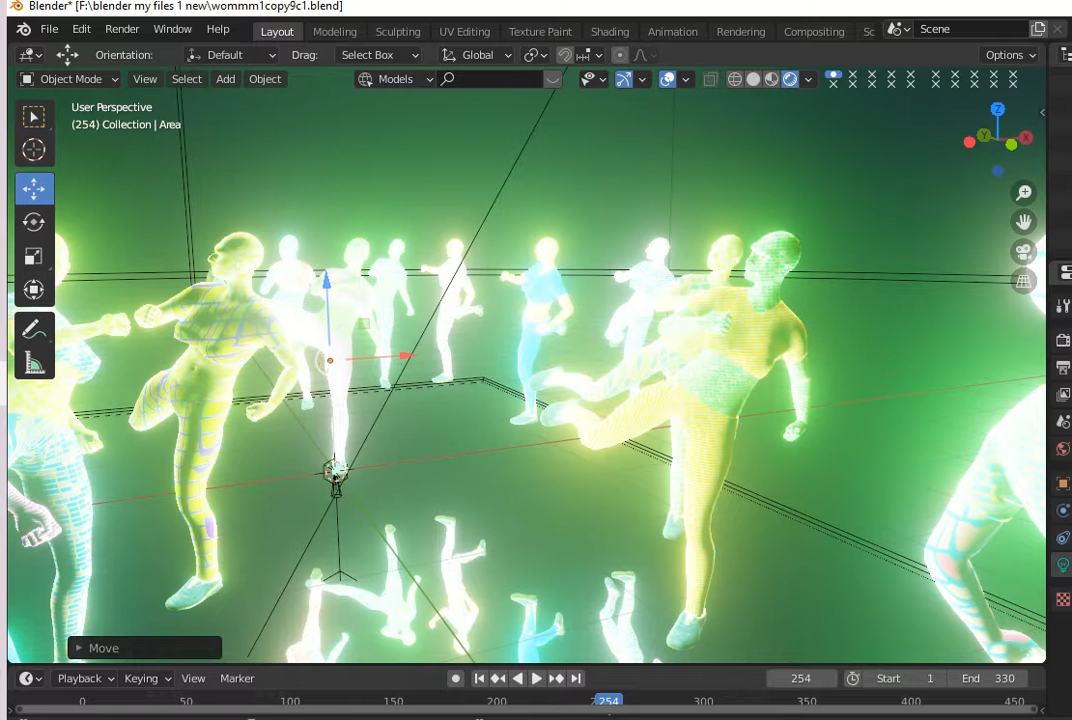 Blender* [F:\blender my files 1 new\wommm1copy9c1.blend]
File Edit Render Window Help Layout Modeling Sculpting UV Editing Texture Paint Shading Animation Rendering Compositing Sc Scene
Orientation: Default Drag: Select Box Global Options
Object Mode View Select Add Object Models
User Perspective
(254) Collection | Area
Z
Y X
Move
Playback Keying View Marker 254 Start 1 End 330
0 50 100 150 200 254 300 350 400 450